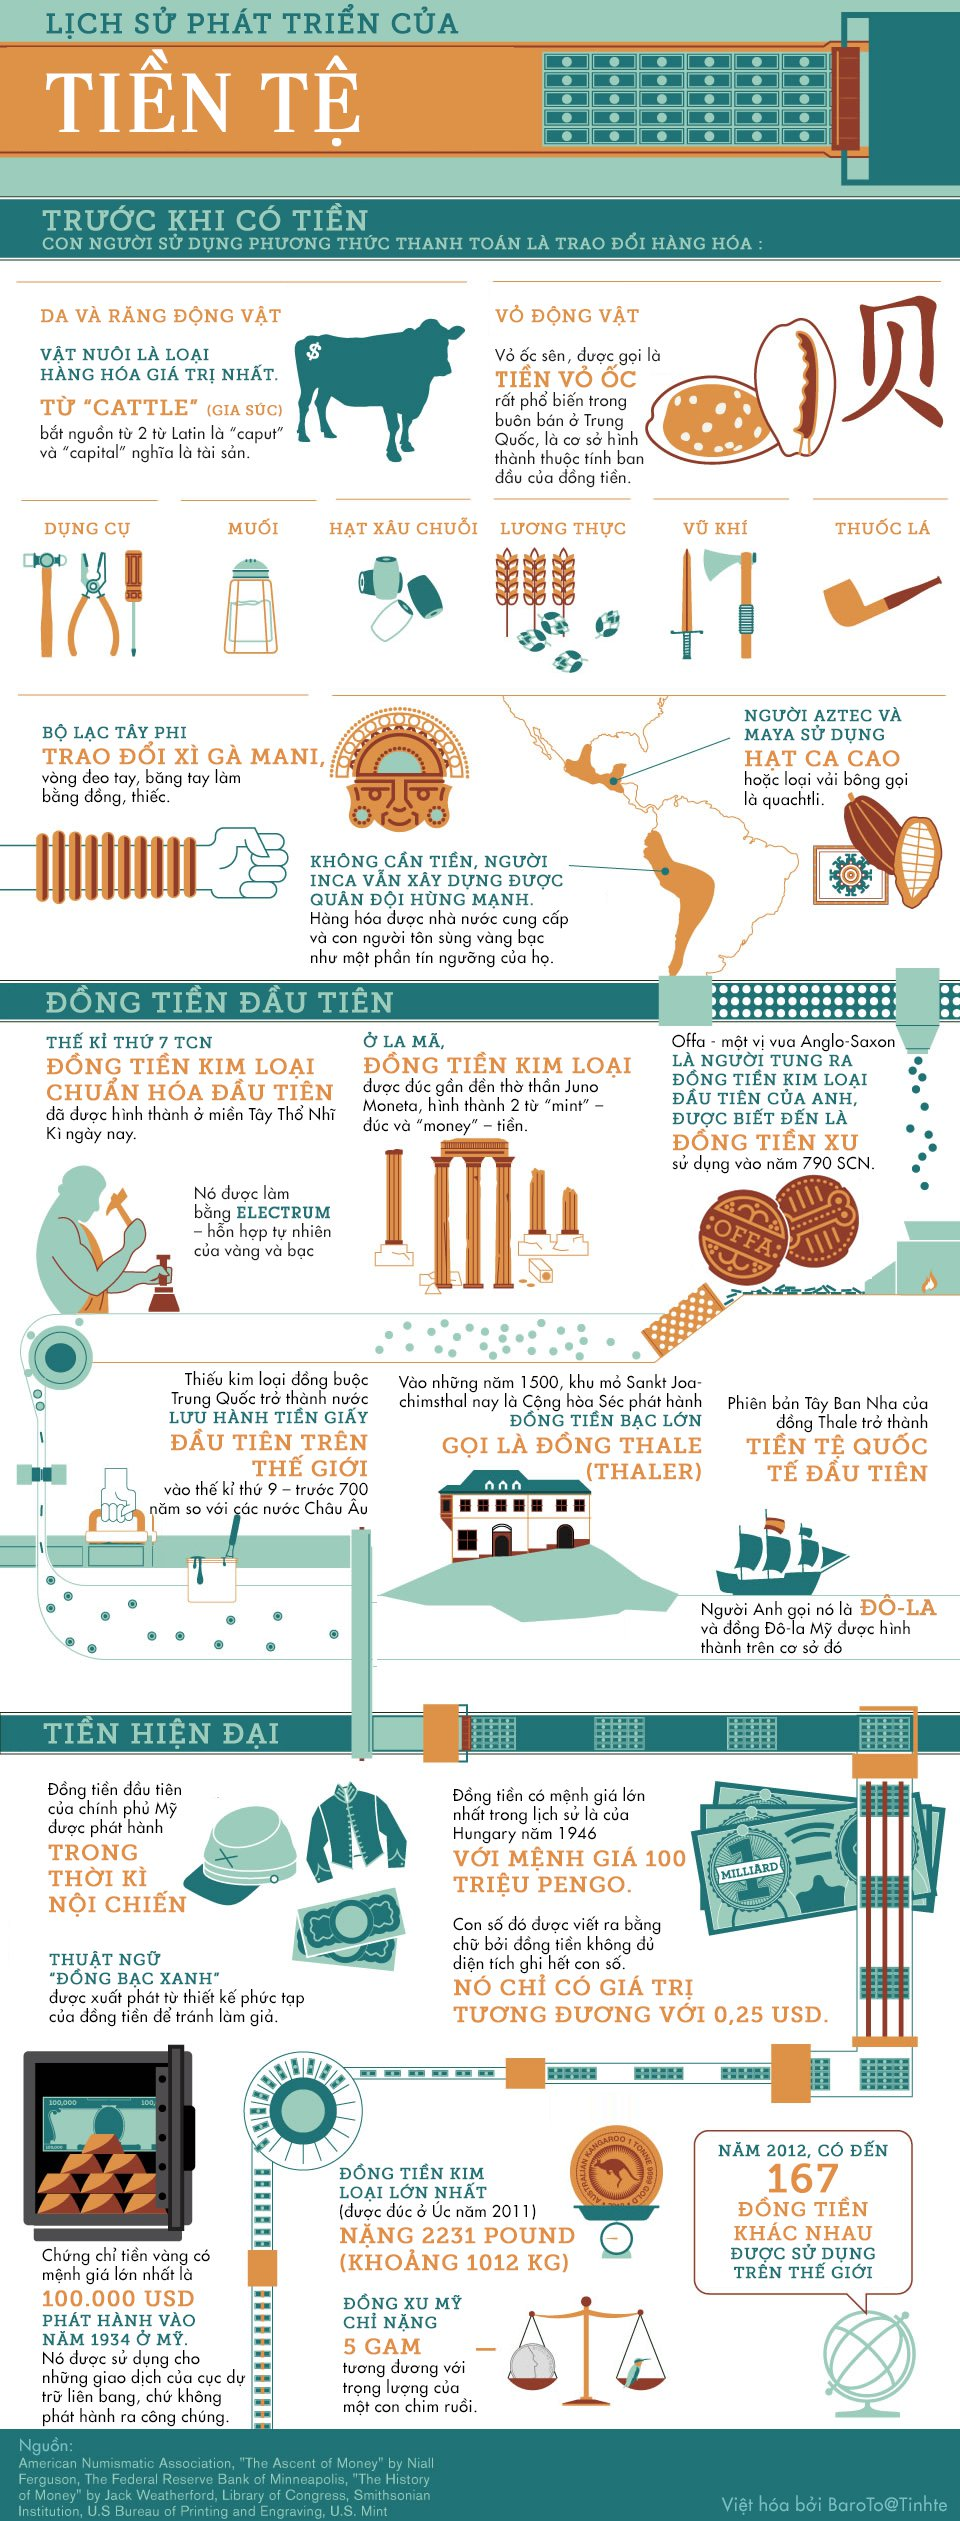 LỊCH SỬ PHÁT TRIỂN CỦA
TIỀN TỆ
TRƯỚC KHI CÓ TIỀN
CON NGƯỜI SỬ DỤNG PHƯƠNG THỨC THANH TOÁN LÀ TRAO ĐỔI HÀNG HÓA :
DA VÀ RĂNG ĐỘNG VẬT
VẬT NUÔI LÀ LOẠI
HÀNG HÓA GIÁ TRỊ NHẤT.
TỪ "CATTLE" (GIA SÚC)
bắt nguồn từ 2 từ Latin là "caput"
và "capital" nghĩa là tài sản.
$
VỎ ĐỘNG VẬT
Vỏ ốc sên, được gọi là
TIỀN VỎ ỐC
rất phổ biến trong
buôn bán ở Trung
Quốc, là cơ sở hình
thành thuộc tính ban
đầu của đồng tiền.
贝
DỤNG CỤ
MUỐI
HẠT XÂU CHUỖI
LƯƠNG THỰC
VŨ KHÍ
THUỐC LÁ
BỘ LẠC TÂY PHI
TRAO ĐỔI XÌ GÀ MANI,
vòng đeo tay, băng tay làm
bằng đồng, thiếc.
NGƯỜI AZTEC VÀ
MAYA SỬ DỤNG
HẠT CA CAO
hoặc loại vải bông gọi
là quachtli.
KHÔNG CẦN TIỀN, NGƯỜI
INCA VẪN XÂY DỰNG ĐƯỢC
QUÂN ĐỘI HÙNG MẠNH.
Hàng hóa được nhà nước cung cấp
và con người tôn sùng vàng bạc
như một phần tín ngưỡng của họ.
ĐỒNG TIỀN ĐẦU TIÊN
THẾ KỈ THỨ 7 TCN
ĐỒNG TIỀN KIM LOẠI
CHUẨN HÓA ĐẦU TIÊN
đã được hình thành ở miền Tây Thổ Nhĩ
Kì ngày nay.
Nó được làm
bằng ELECTRUM
– hỗn hợp tự nhiên
của vàng và bạc
Ở LA MÃ,
ĐỒNG TIỀN KIM LOẠI
được đúc gần đền thờ thần Juno
Moneta, hình thành 2 từ "mint" –
đúc và "money" – tiền.
Offa - một vị vua Anglo-Saxon
LÀ NGƯỜI TUNG RA
ĐỒNG TIỀN KIM LOẠI
ĐẦU TIÊN CỦA ANH,
ĐƯỢC BIẾT ĐẾN LÀ
ĐỒNG TIỀN XU
sử dụng vào năm 790 SCN.
OFFA
Thiếu kim loại đồng buộc
Trung Quốc trở thành nước
LƯU HÀNH TIỀN GIẤY
ĐẦU TIÊN TRÊN
THẾ GIỚI
vào thế kỉ thứ 9 – trước 700
năm so với các nước Châu Âu
Vào những năm 1500, khu mỏ Sankt Joa-
chimsthal nay là Cộng hòa Séc phát hành
ĐỒNG TIỀN BẠC LỚN
GỌI LÀ ĐỒNG THALE
(THALER)
Phiên bản Tây Ban Nha của
đồng Thale trở thành
TIỀN TỆ QUỐC
TẾ ĐẦU TIÊN
Người Anh gọi nó là ĐÔ-LA
và đồng Đô-la Mỹ được hình
thành trên cơ sở đó
TIỀN HIỆN ĐẠI
Đồng tiền đầu tiên
của chính phủ Mỹ
được phát hành
TRONG
THỜI KÌ
NỘI CHIẾN
THUẬT NGỮ
"ĐỒNG BẠC XANH"
được xuất phát từ thiết kế phức tạp
của đồng tiền để tránh làm giả.
Đồng tiền có mệnh giá lớn
nhất trong lịch sử là của
Hungary năm 1946
VỚI MỆNH GIÁ 100
TRIỆU PENGO.
Con số đó được viết ra bằng
chữ bởi đồng tiền không đủ
diện tích ghi hết con số.
NÓ CHỈ CÓ GIÁ TRỊ
TƯƠNG ĐƯƠNG VỚI 0,25 USD.
1
MILLIÁRD
100,000
100,
100,000
Chứng chỉ tiền vàng có
mệnh giá lớn nhất là
100.000 USD
PHÁT HÀNH VÀO
NĂM 1934 Ở MỸ.
Nó được sử dụng cho
những giao dịch của cục dự
trữ liên bang, chứ không
phát hành ra công chúng.
ĐỒNG TIỀN KIM
LOẠI LỚN NHẤT
(được đúc ở Úc năm 2011)
NẶNG 2231 POUND
(KHOẢNG 1012 KG)
AUSTRALIAN KANGAROO 1 TONNE 9999 GOLD
ĐỒNG XU MỸ
CHỈ NẶNG
5 GAM
tương đương với
trọng lượng của
một con chim ruồi.
NĂM 2012, CÓ ĐẾN
167
ĐỒNG TIỀN
KHÁC NHAU
ĐƯỢC SỬ DỤNG
TRÊN THẾ GIỚI
Nguồn:
American Numismatic Association, "The Ascent of Money" by Niall
Ferguson, The Federal Reserve Bank of Minneapolis, "The History
of Money" by Jack Weatherford, Library of Congress, Smithsonian
Institution, U.S Bureau of Printing and Engraving, U.S. Mint
Việt hóa bởi BaroTo@Tinhte